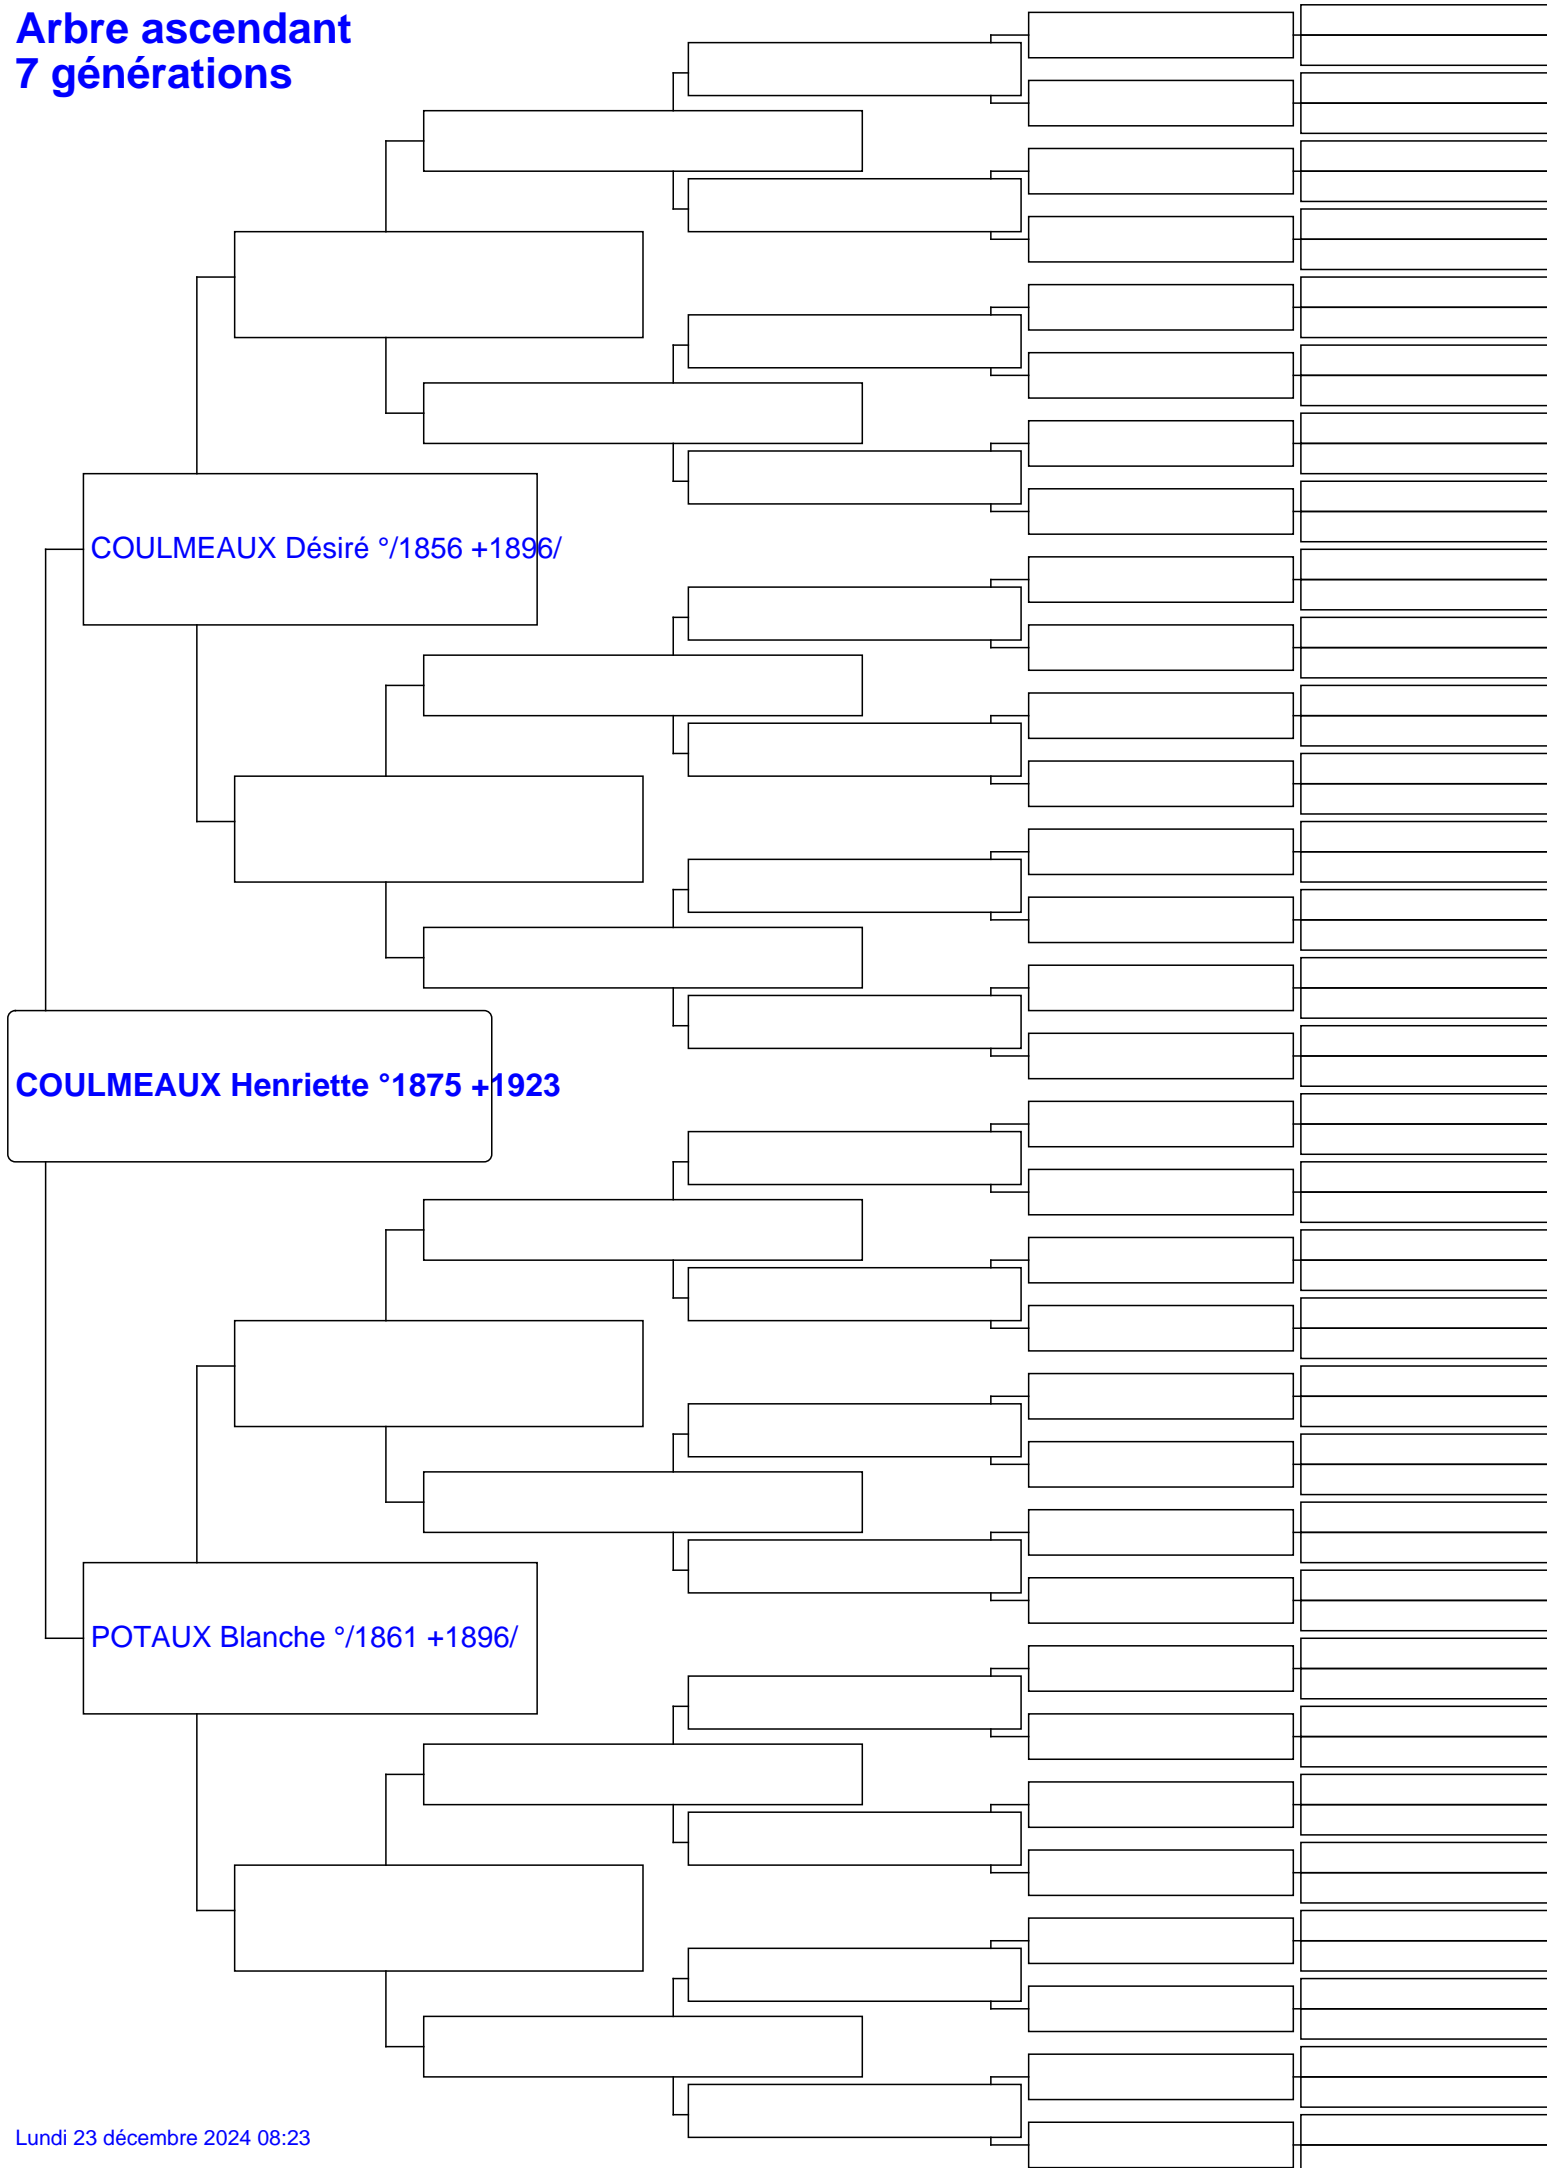 Arbre ascendant
7 générations
COULMEAUX Désiré °/1856 +1896/
COULMEAUX Henriette °1875 +1923
POTAUX Blanche °/1861 +1896/
Lundi 23 décembre 2024 08:23